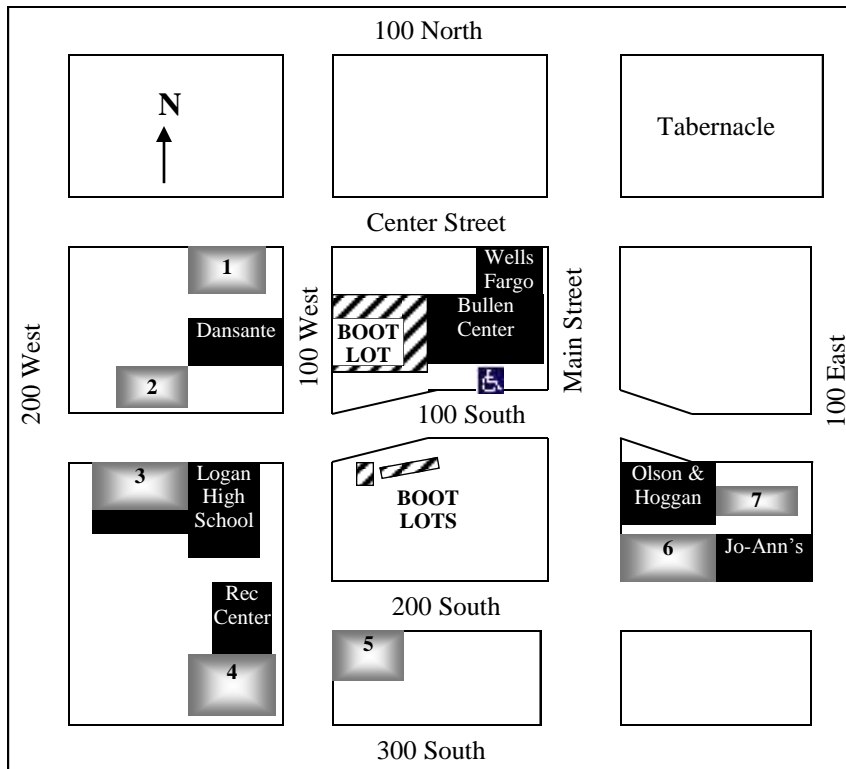 100 North
N
Tabernacle
Center Street
1
Wells
Fargo
Bullen
Center
Dansante
BOOT
LOT
200 West
100 West
Main Street
100 East
2
100 South
3
Logan
High
School
BOOT
LOTS
Olson &
Hoggan
7
6
Jo-Ann's
Rec
Center
200 South
5
4
300 South